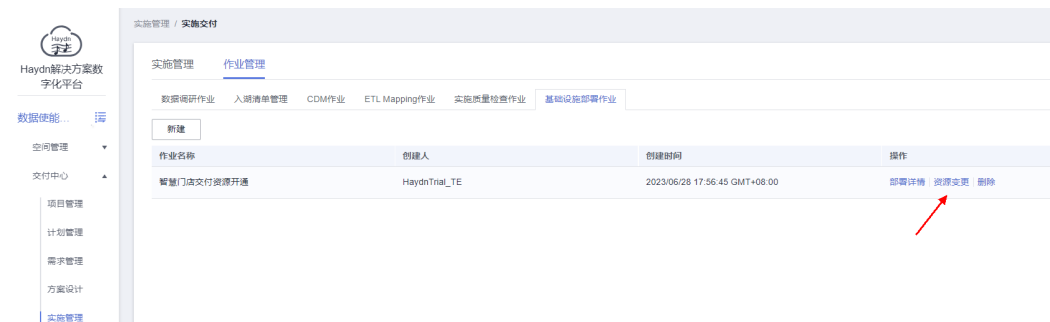 实施管理 / 实施交付
Haydn
Haydn解决方案数
字化平台
数据便能...
空间管理
交付中心
项目管理
计划管理
需求管理
方案设计
实施管理
实施管理 作业管理
数据调研作业 入湖清单管理 CDM作业 ETL Mapping作业 实施质量检查作业 基础设施部署作业
新建
作业名称 创建人 创建时间 操作
智慧门店交付资源开通 HaydnTrial_TE 2023/06/28 17:56:45 GMT+08:00 部署详情 资源变更 删除